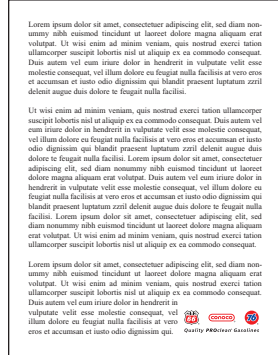 Lorem ipsum dolor sit amet, consectetuer adipiscing elit, sed diam non-
ummy nibh euismod tincidunt ut laoreet dolore magna aliquam erat
volutpat. Ut wisi enim ad minim veniam, quis nostrud exerci tation
ullamcorper suscipit lobortis nisl ut aliquip ex ea commodo consequat.
Duis autem vel eum iriure dolor in hendrerit in vulputate velit esse
molestie consequat, vel illum dolore eu feugiat nulla facilisis at vero eros
et accumsan et iusto odio dignissim qui blandit praesent luptatum zzril
delenit augue duis dolore te feugait nulla facilisi.
Ut wisi enim ad minim veniam, quis nostrud exerci tation ullamcorper
suscipit lobortis nisl ut aliquip ex ea commodo consequat. Duis autem vel
eum iriure dolor in hendrerit in vulputate velit esse molestie consequat,
vel illum dolore eu feugiat nulla facilisis at vero eros et accumsan et iusto
odio dignissim qui blandit praesent luptatum zzril delenit augue duis
dolore te feugait nulla facilisi. Lorem ipsum dolor sit amet, consectetuer
adipiscing elit, sed diam nonummy nibh euismod tincidunt ut laoreet
dolore magna aliquam erat volutpat. Duis autem vel eum iriure dolor in
hendrerit in vulputate velit esse molestie consequat, vel illum dolore eu
feugiat nulla facilisis at vero eros et accumsan et iusto odio dignissim qui
blandit praesent luptatum zzril delenit augue duis dolore te feugait nulla
facilisi. Lorem ipsum dolor sit amet, consectetuer adipiscing elit, sed
diam nonummy nibh euismod tincidunt ut laoreet dolore magna aliquam
erat volutpat. Ut wisi enim ad minim veniam, quis nostrud exerci tation
ullamcorper suscipit lobortis nisl ut aliquip ex ea commodo consequat.
Lorem ipsum dolor sit amet, consectetuer adipiscing elit, sed diam non-
ummy nibh euismod tincidunt ut laoreet dolore magna aliquam erat
volutpat. Ut wisi enim ad minim veniam, quis nostrud exerci tation
ullamcorper suscipit lobortis nisl ut aliquip ex ea commodo consequat.
Duis autem vel eum iriure dolor in hendrerit in
vulputate velit esse molestie consequat, vel
illum dolore eu feugiat nulla facilisis at vero
eros et accumsan et iusto odio dignissim qui.
66 conoco 76
Quality PROclean Gasolines